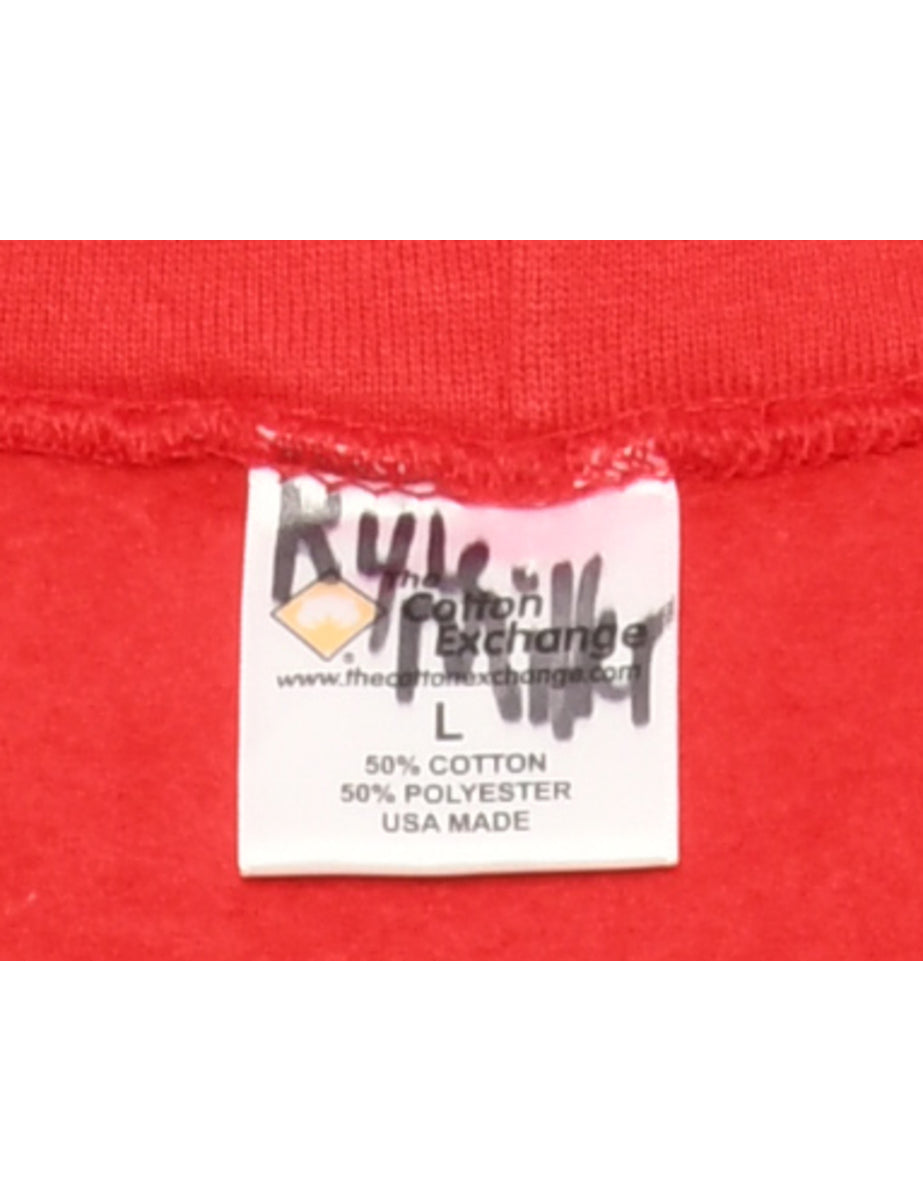 Kyle
Miller
The
Cotton
Exchange
®
www.thecottonexchange.com
L
50% COTTON
50% POLYESTER
USA MADE